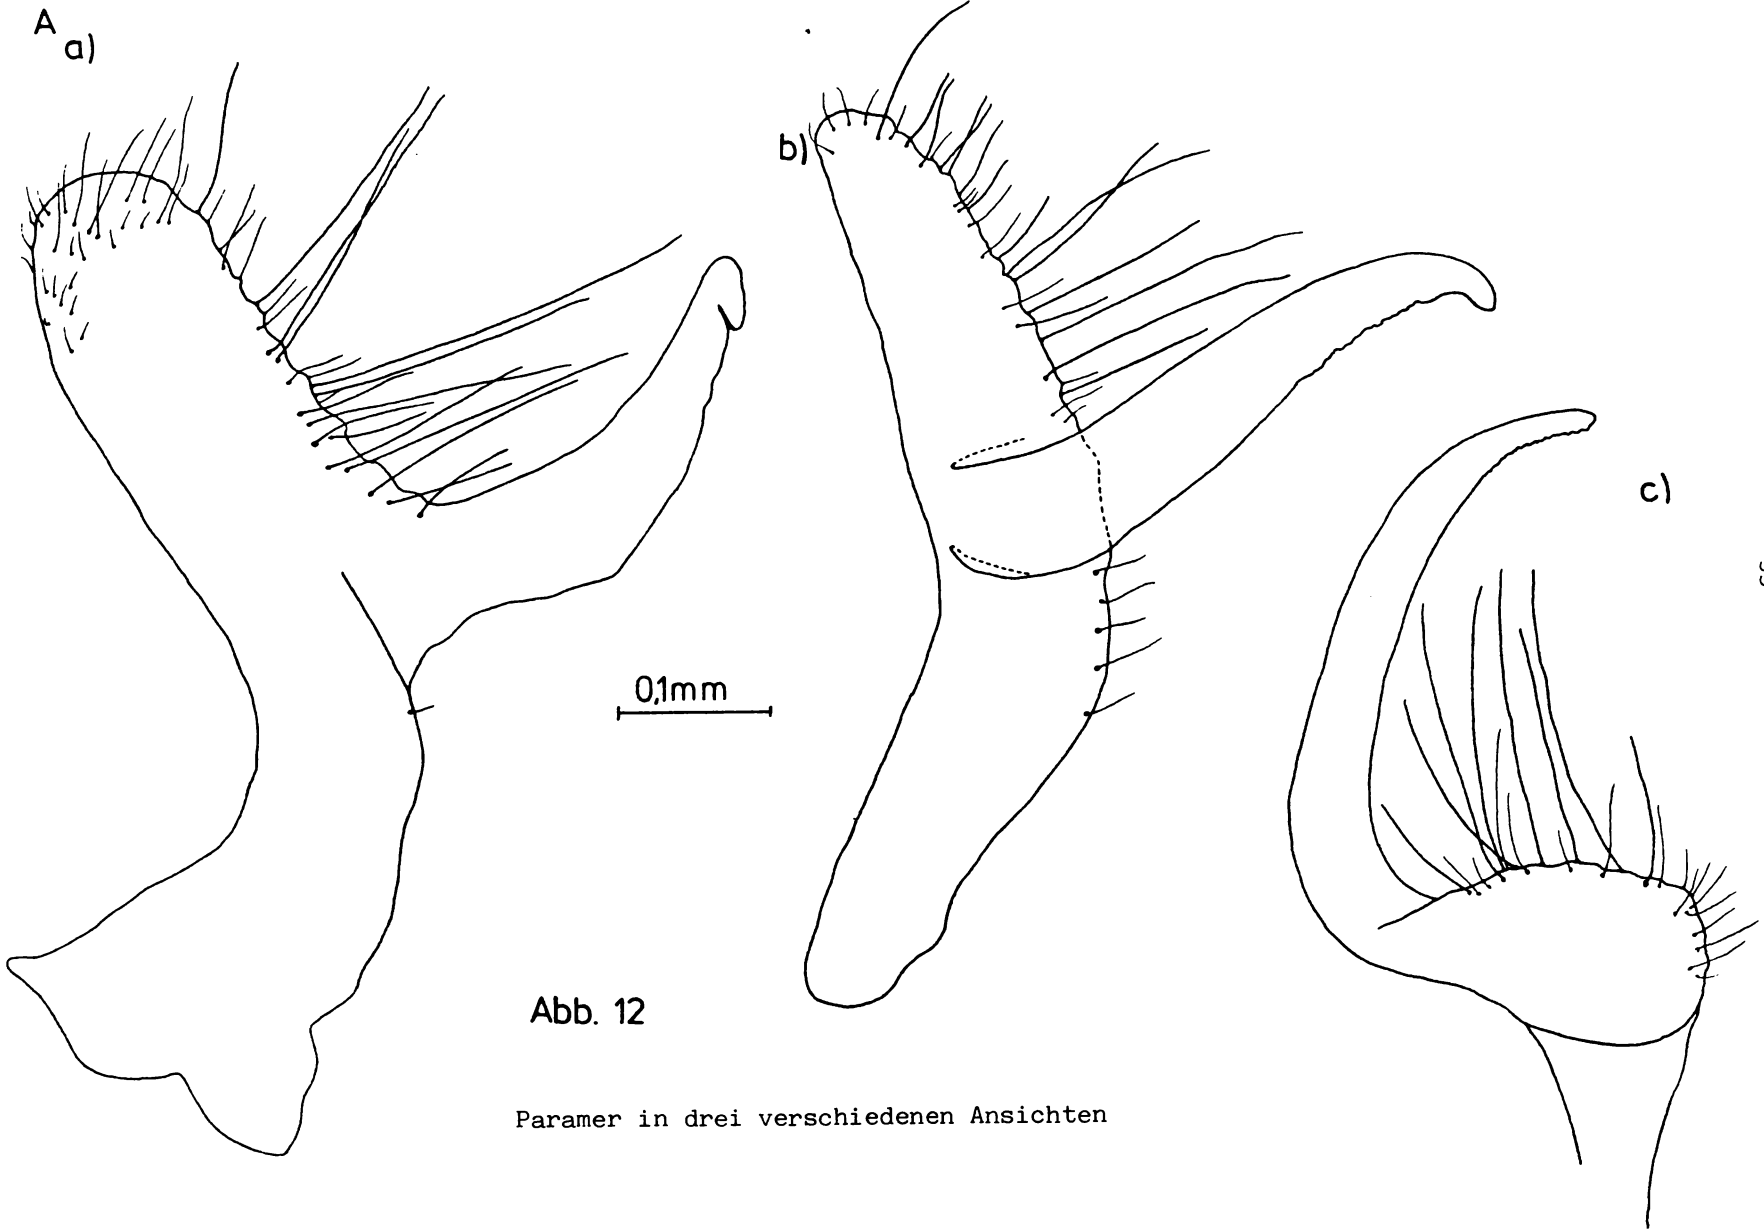 A
a)
b)
c)
0,1mm
Abb. 12
Paramer in drei verschiedenen Ansichten